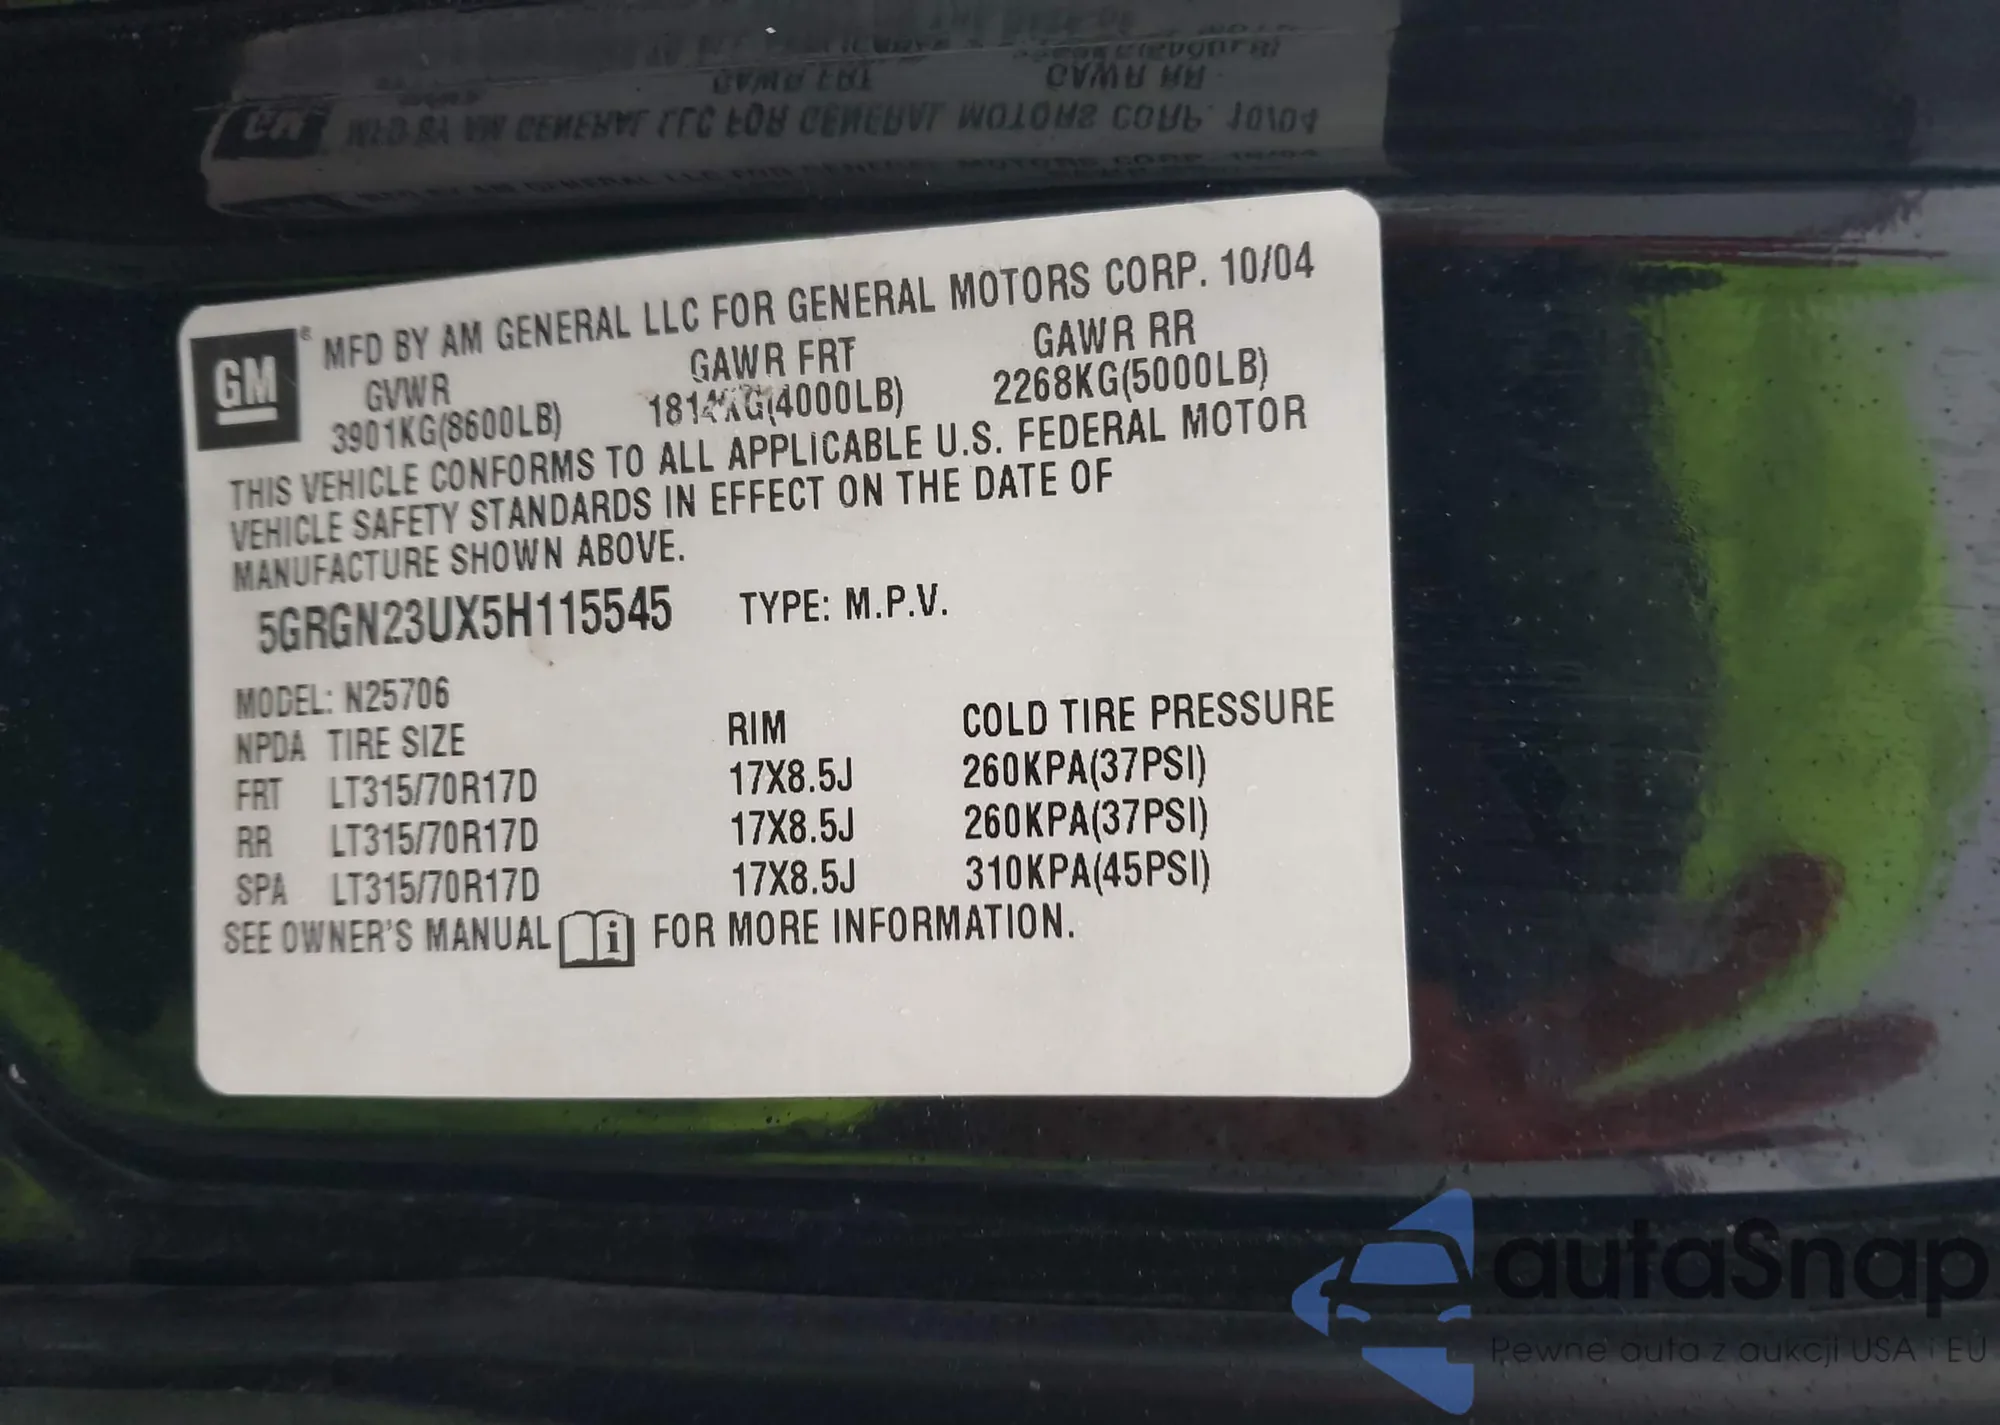 GM® MFD BY AM GENERAL LLC FOR GENERAL MOTORS CORP. 10/04
GVWR GAWR FRT GAWR RR
3901KG(8600LB) 1814KG(4000LB) 2268KG(5000LB)
THIS VEHICLE CONFORMS TO ALL APPLICABLE U.S. FEDERAL MOTOR
VEHICLE SAFETY STANDARDS IN EFFECT ON THE DATE OF
MANUFACTURE SHOWN ABOVE.
5GRGN23UX5H115545 TYPE: M.P.V.
MODEL: N25706
NPDA TIRE SIZE RIM COLD TIRE PRESSURE
FRT LT315/70R17D 17X8.5J 260KPA(37PSI)
RR LT315/70R17D 17X8.5J 260KPA(37PSI)
SPA LT315/70R17D 17X8.5J 310KPA(45PSI)
SEE OWNER'S MANUAL i FOR MORE INFORMATION.
autaSnap
Pewne auta z aukcji USA i EU